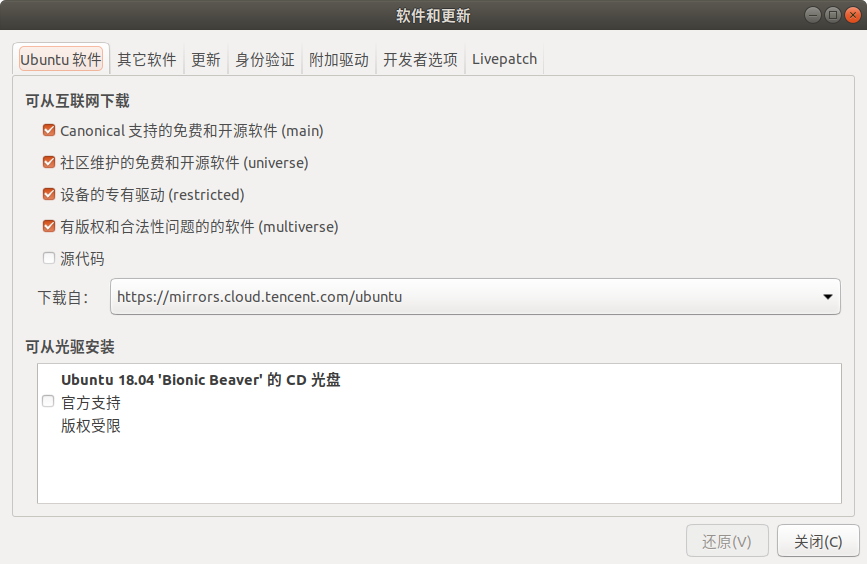 软件和更新
Ubuntu 软件 其它软件 更新 身份验证 附加驱动 开发者选项 Livepatch
可从互联网下载
Canonical 支持的免费和开源软件 (main)
社区维护的免费和开源软件 (universe)
设备的专有驱动 (restricted)
有版权和合法性问题的的软件 (multiverse)
源代码
下载自： https://mirrors.cloud.tencent.com/ubuntu
可从光驱安装
Ubuntu 18.04 'Bionic Beaver' 的 CD 光盘
官方支持
版权受限
还原(V) 关闭(C)